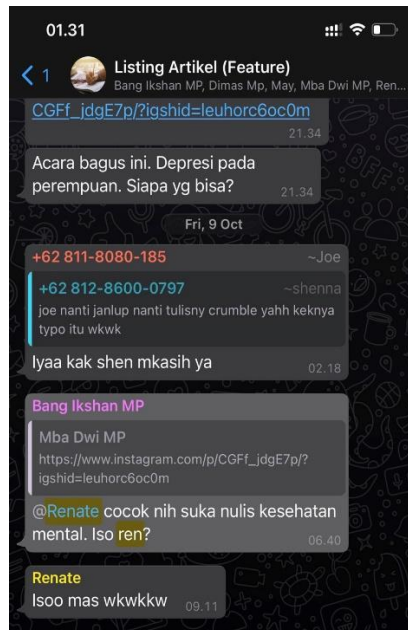 01.31
1
Listing Artikel (Feature)
Bang Ikshan MP, Dimas Mp, May, Mba Dwi MP, Ren...
CGFf_jdgE7p/?igshid=leuhorc6oc0m
21.34
Acara bagus ini. Depresi pada
perempuan. Siapa yg bisa?
21.34
Fri, 9 Oct
+62 811-8080-185 ~Joe
+62 812-8600-0797 ~shenna
joe nanti janlup nanti tulisny crumble yahh keknya
typo itu wkwk
Iyaa kak shen mkasih ya
02.18
Bang Ikshan MP
Mba Dwi MP
https://www.instagram.com/p/CGFf_jdgE7p/?
igshid=leuhorc6oc0m
@Renate cocok nih suka nulis kesehatan
mental. Iso ren?
06.40
Renate
Isoo mas wkwkkw
09.11